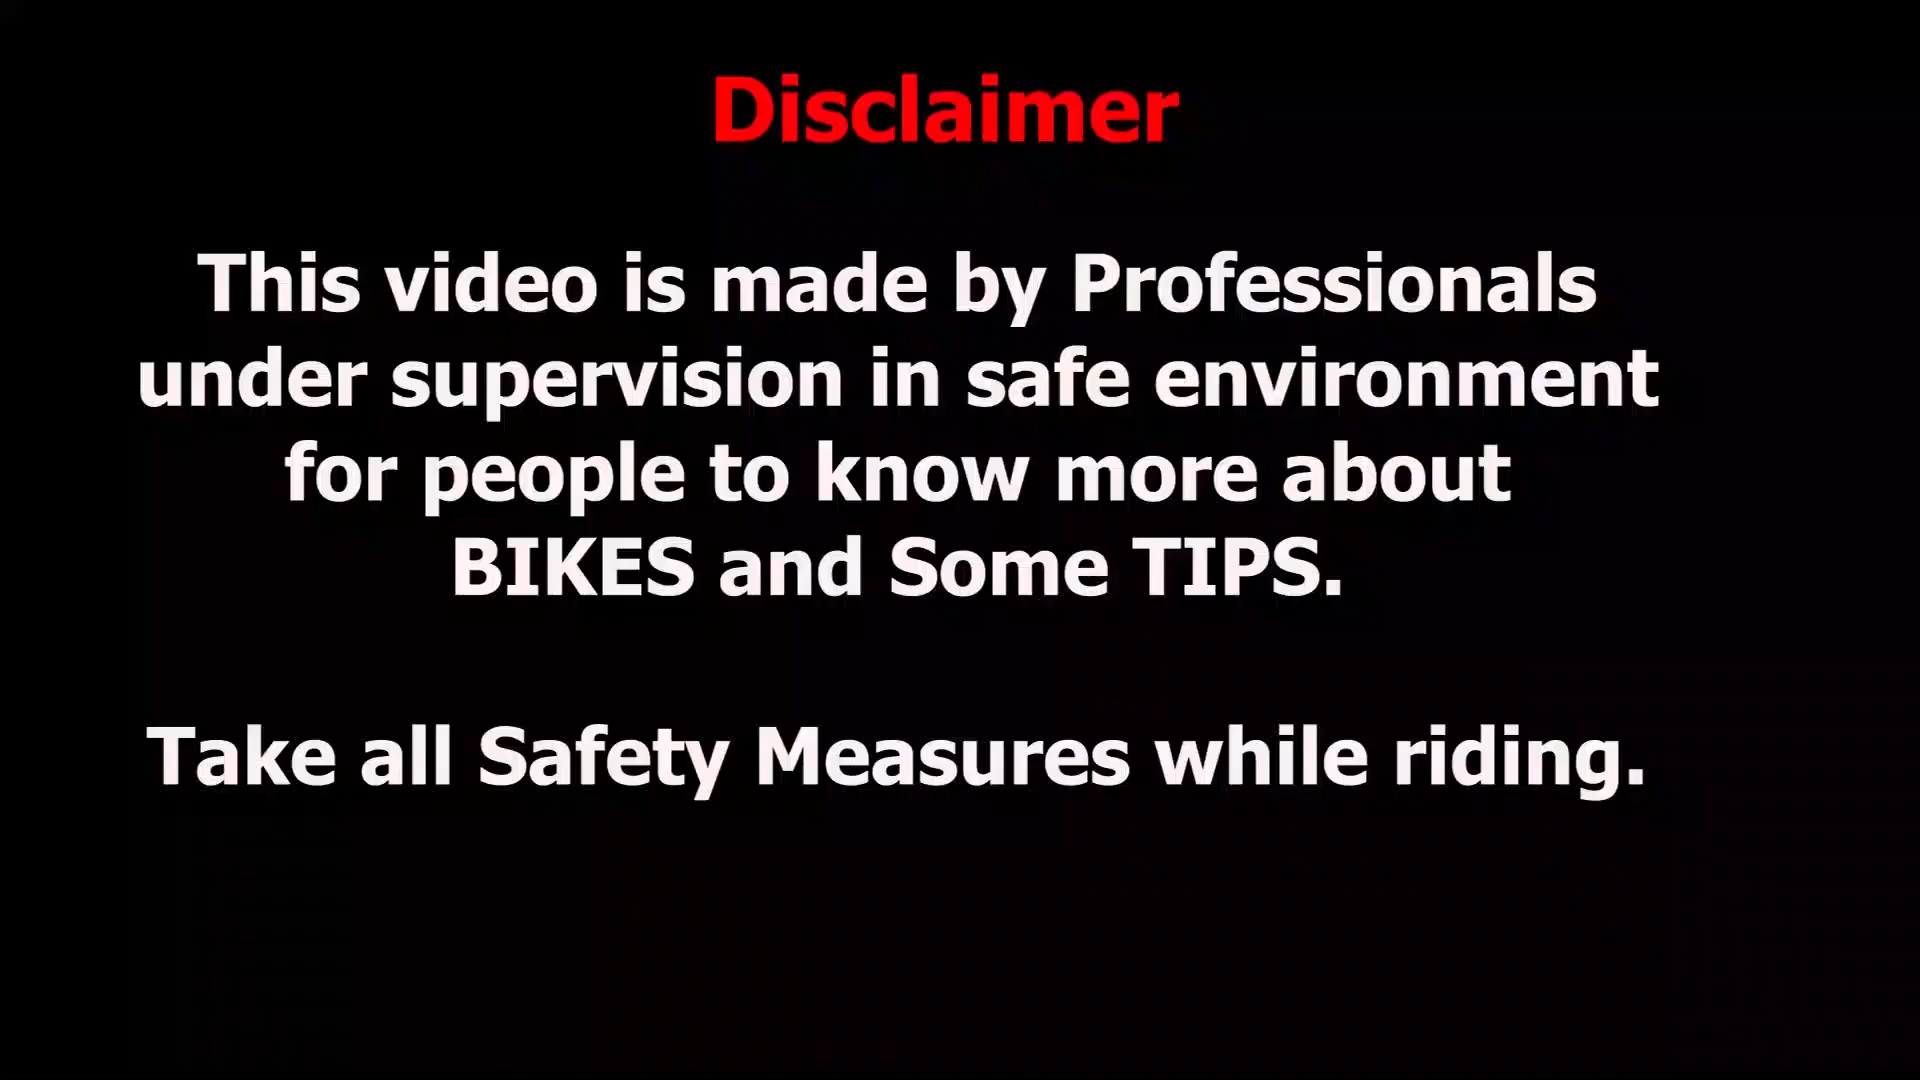 Disclaimer
This video is made by Professionals
under supervision in safe environment
for people to know more about
BIKES and Some TIPS.
Take all Safety Measures while riding.